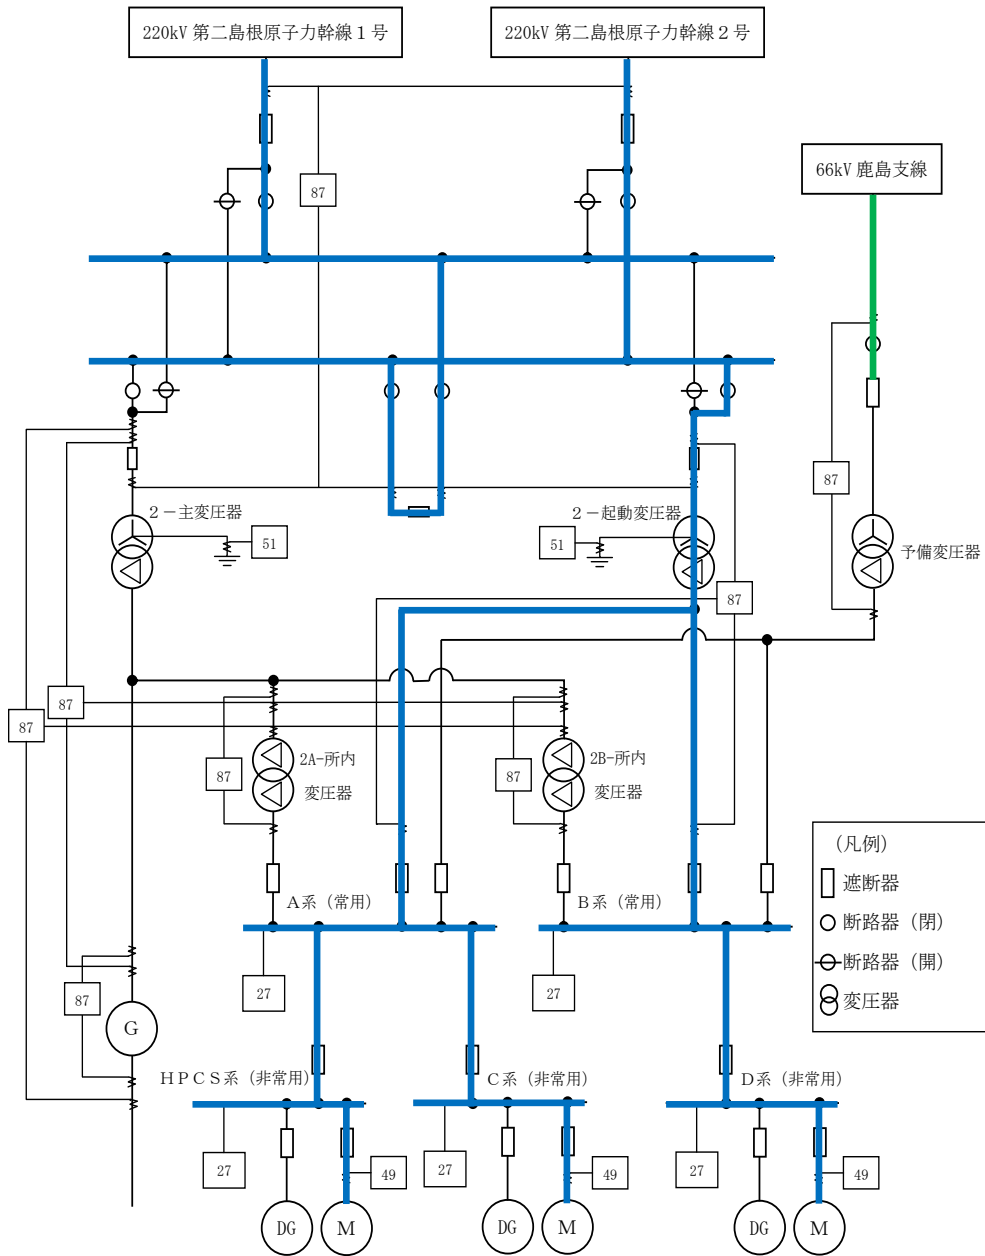 220kV 第二島根原子力幹線１号
220kV 第二島根原子力幹線２号
66kV 鹿島支線
87
87
２－主変圧器
51
２－起動変圧器
51
予備変圧器
87
87
87
2A-所内
変圧器
87
2B-所内
変圧器
87
(凡例)
遮断器
断路器（閉）
断路器（開）
変圧器
Ａ系（常用）
Ｂ系（常用）
27
27
87
G
ＨＰＣＳ系（非常用）
Ｃ系（非常用）
Ｄ系（非常用）
27
49
27
49
27
49
DG
M
DG
M
DG
M